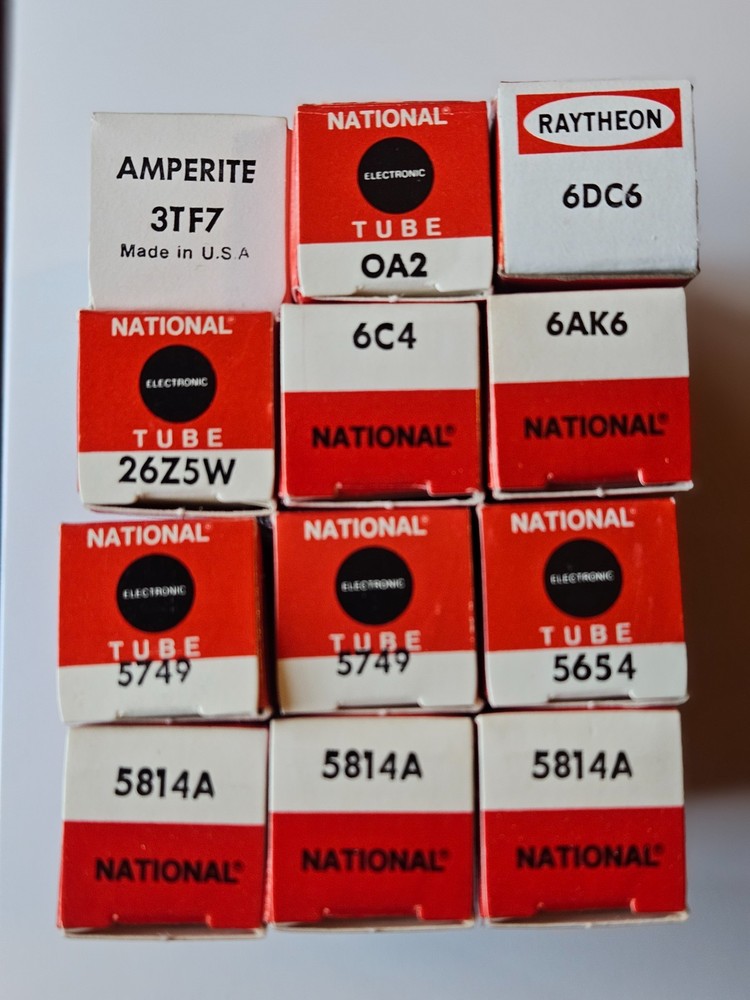 AMPERITE
3TF7
Made in U.S.A
NATIONAL®
ELECTRONIC
TUBE
OA2
RAYTHEON
6DC6
NATIONAL®
ELECTRONIC
TUBE
26Z5W
6C4
NATIONAL®
6AK6
NATIONAL®
NATIONAL®
ELECTRONIC
TUBE
5749
NATIONAL®
ELECTRONIC
TUBE
5749
NATIONAL®
ELECTRONIC
TUBE
5654
5814A
NATIONAL®
5814A
NATIONAL®
5814A
NATIONAL®